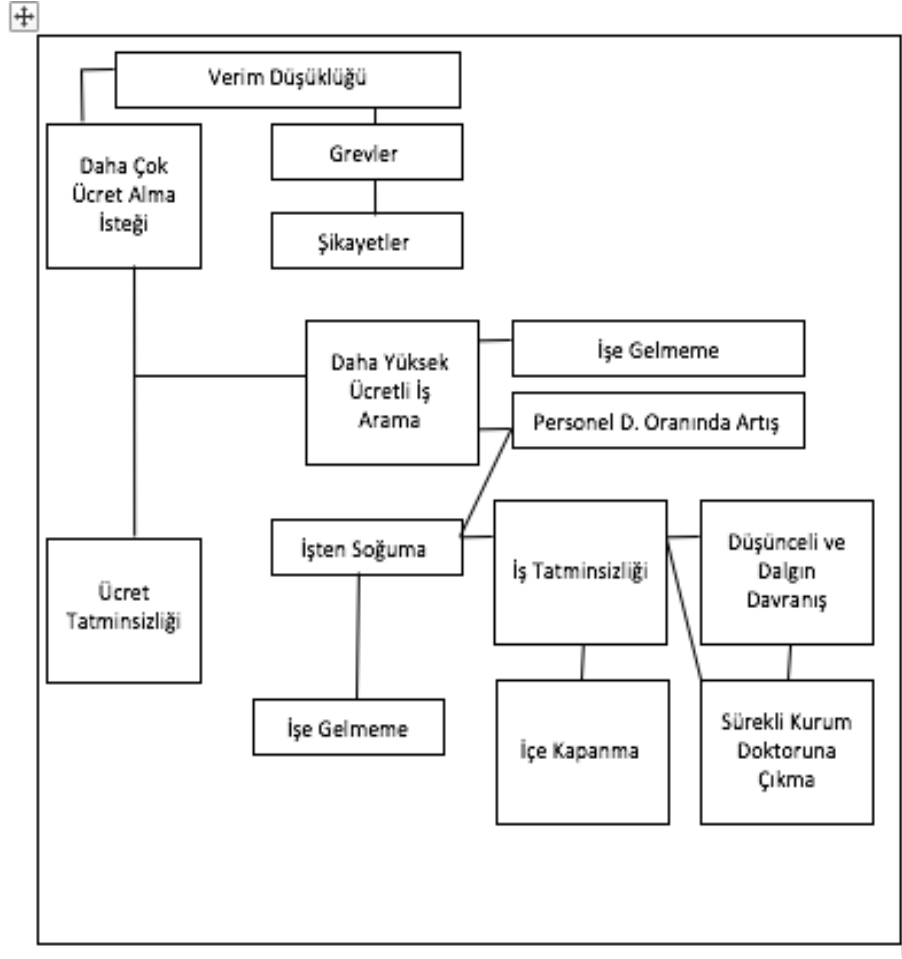 Verim Düşüklüğü
Daha Çok
Ücret Alma
İsteği
Grevler
Şikayetler
Daha Yüksek
Ücretli İş
Arama
İşe Gelmeme
Personel D. Oranında Artış
İşten Soğuma
İş Tatminsizliği
Düşünceli ve
Dalgın
Davranış
Ücret
Tatminsizliği
İşe Gelmeme
İçe Kapanma
Sürekli Kurum
Doktoruna
Çıkma